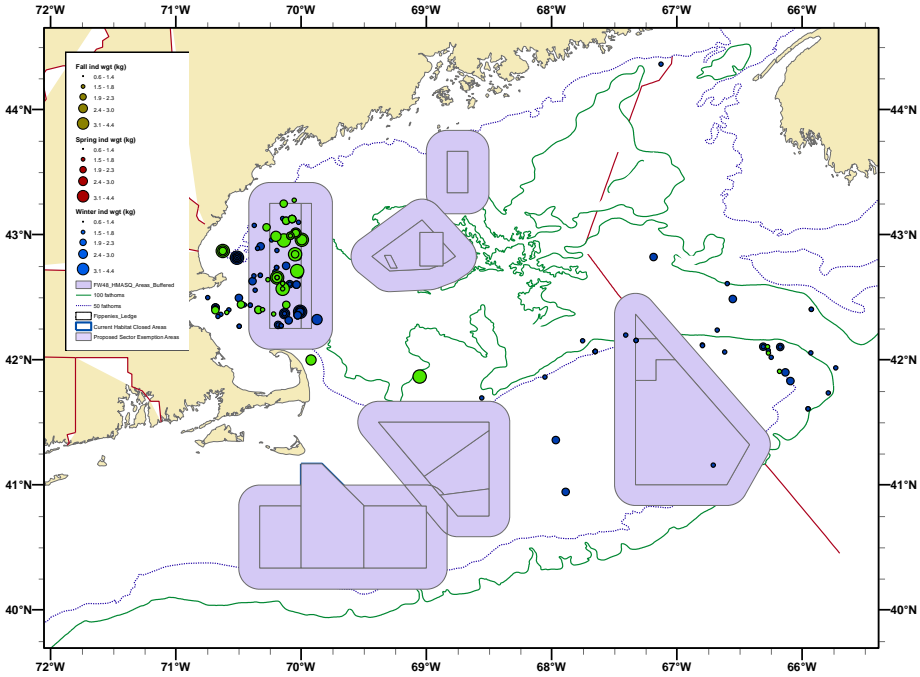 72°W 71°W 70°W 69°W 68°W 67°W 66°W
Fall ind wgt (kg)
0.6 - 1.4
1.5 - 1.8
1.9 - 2.3
2.4 - 3.0
3.1 - 4.4
Spring ind wgt (kg)
0.6 - 1.4
1.5 - 1.8
1.9 - 2.3
2.4 - 3.0
3.1 - 4.4
Winter ind wgt (kg)
0.6 - 1.4
1.5 - 1.8
1.9 - 2.3
2.4 - 3.0
3.1 - 4.4
FW48_HMASQ_Areas_Buffered
100 fathoms
50 fathoms
Fippenies_Ledge
Current Habitat Closed Areas
Proposed Sector Exemption Areas
44°N 44°N
43°N 43°N
42°N 42°N
41°N 41°N
40°N 40°N
72°W 71°W 70°W 69°W 68°W 67°W 66°W